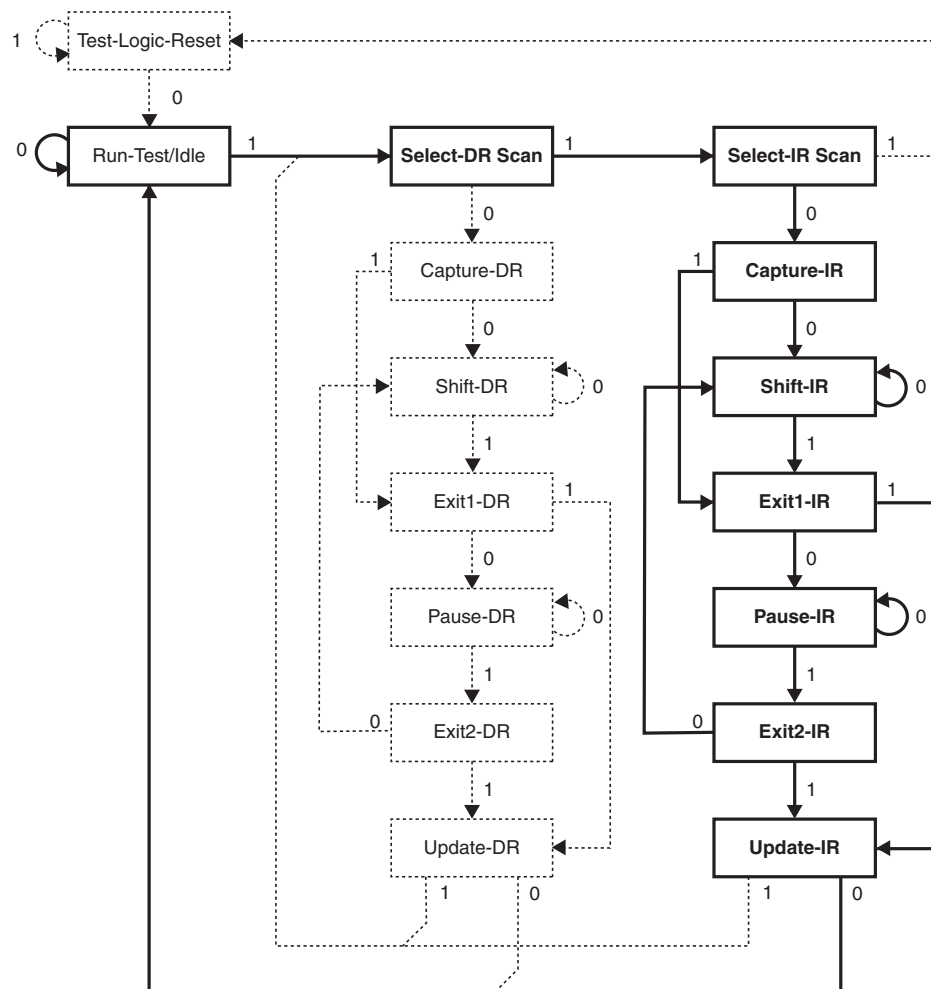 1
Test-Logic-Reset
0
0
Run-Test/Idle
1
Select-DR Scan
1
Select-IR Scan
1
0
0
1
Capture-DR
1
Capture-IR
0
0
Shift-DR
0
Shift-IR
0
1
1
Exit1-DR
1
Exit1-IR
1
0
0
Pause-DR
0
Pause-IR
0
1
1
0
Exit2-DR
0
Exit2-IR
1
1
Update-DR
Update-IR
1
0
1
0